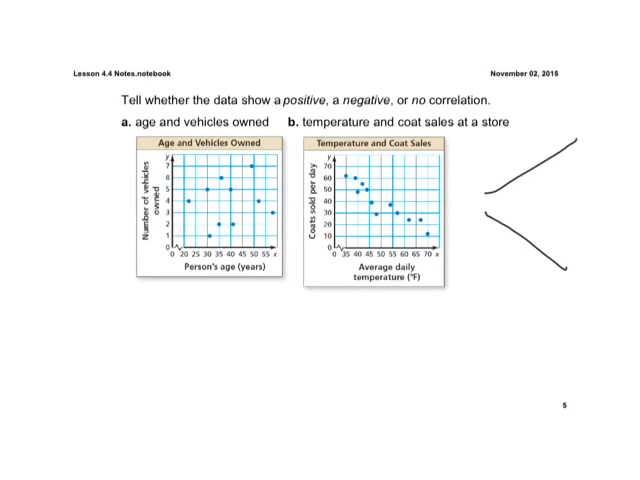 Lesson 4.4 Notes.notebook
November 02, 2015
Tell whether the data show a positive, a negative, or no correlation.
a. age and vehicles owned b. temperature and coat sales at a store
Age and Vehicles Owned
Number of vehicles owned
y
7
6
5
4
3
2
1
0
0 20 25 30 35 40 45 50 55 x
Person's age (years)
Temperature and Coat Sales
Coats sold per day
y
70
60
50
40
30
20
10
0
0 35 40 45 50 55 60 65 70 x
Average daily
temperature (°F)
5